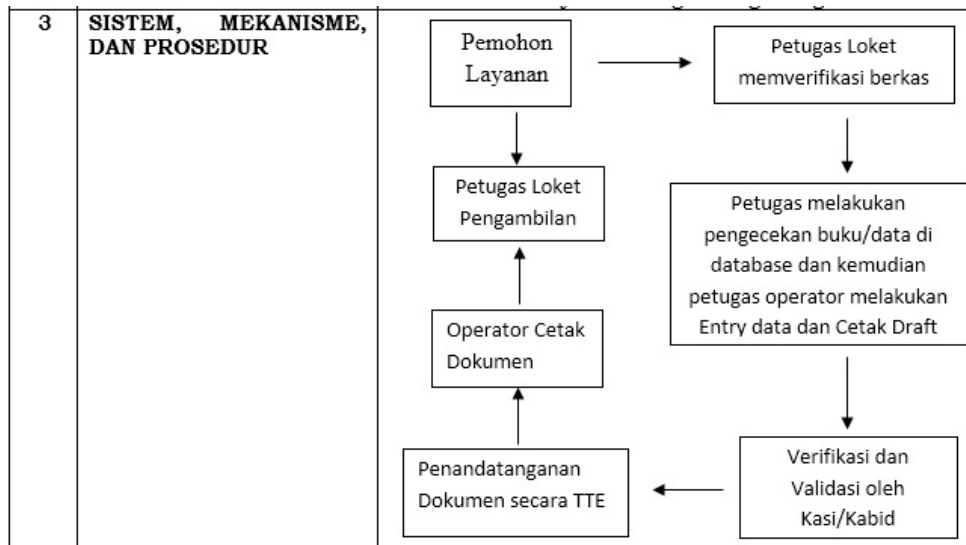 3
SISTEM, MEKANISME,
DAN PROSEDUR
Pemohon
Layanan
Petugas Loket
memverifikasi berkas
Petugas melakukan
pengecekan buku/data di
database dan kemudian
petugas operator melakukan
Entry data dan Cetak Draft
Verifikasi dan
Validasi oleh
Kasi/Kabid
Penandatanganan
Dokumen secara TTE
Operator Cetak
Dokumen
Petugas Loket
Pengambilan